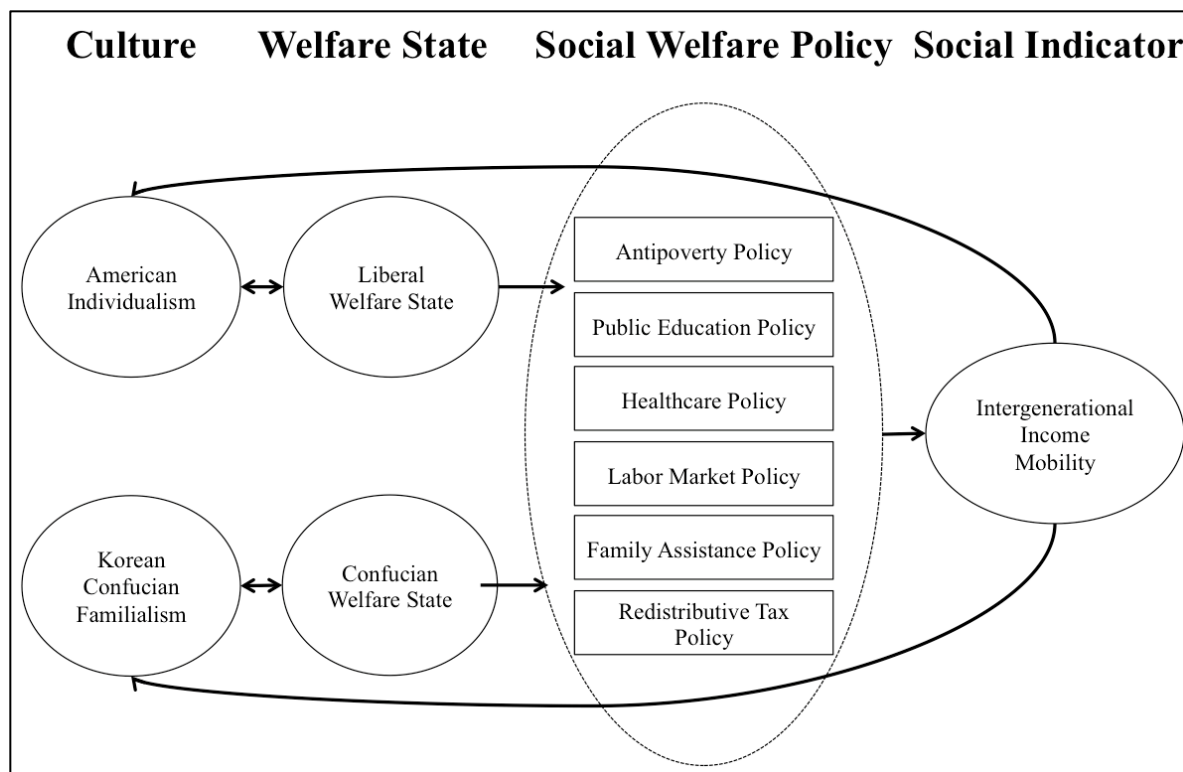 Culture Welfare State Social Welfare Policy Social Indicator
American
Individualism
Liberal
Welfare State
Antipoverty Policy
Public Education Policy
Healthcare Policy
Labor Market Policy
Family Assistance Policy
Redistributive Tax
Policy
Intergenerational
Income
Mobility
Korean
Confucian
Familialism
Confucian
Welfare State